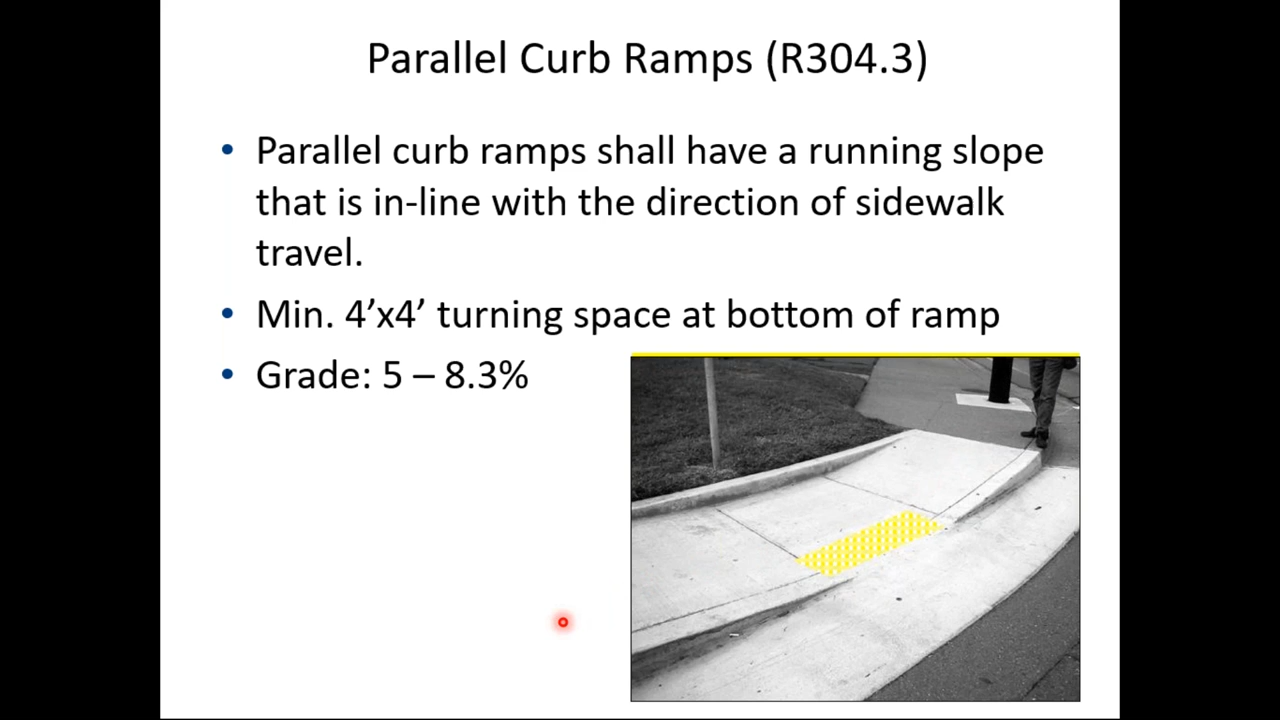 Parallel Curb Ramps (R304.3)
• Parallel curb ramps shall have a running slope
that is in-line with the direction of sidewalk
travel.
• Min. 4’x4’ turning space at bottom of ramp
• Grade: 5 – 8.3%